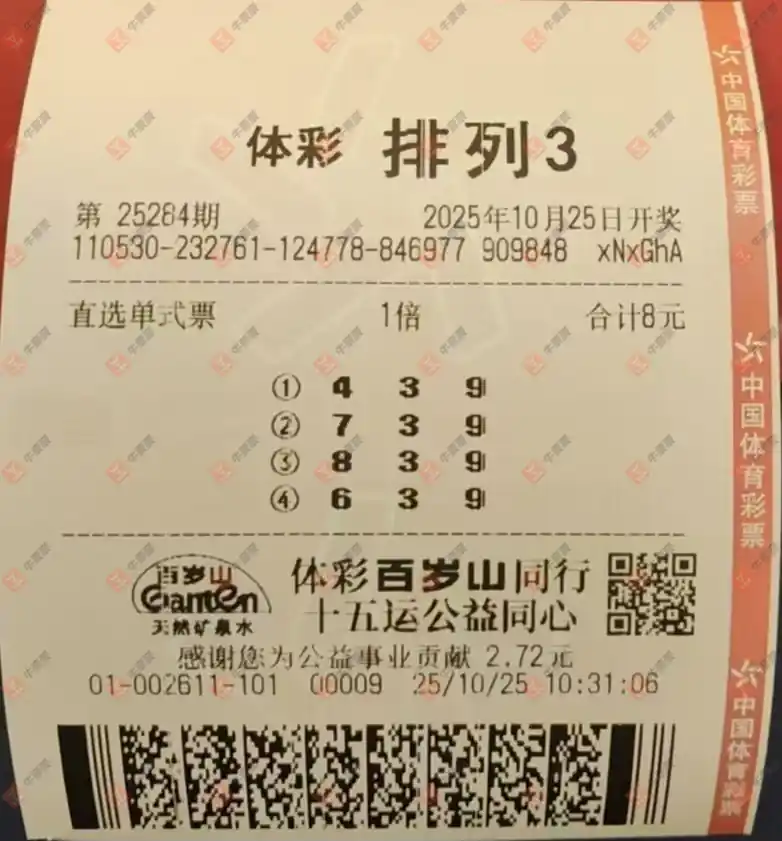 体彩 排列3
第 25284期 2025年10月25日开奖
110530-232761-124778-846977 909848 xNxGhA
直选单式票 1倍 合计8元
① 4 3 9
② 7 3 9
③ 8 3 9
④ 6 3 9
百岁山
Ganten
天然矿泉水
体彩百岁山同行
十五运公益同心
感谢您为公益事业贡献 2.72元
01-002611-101 00009 25/10/25 10:31:06
中国体育彩票
中国体育彩票
中国体育彩票